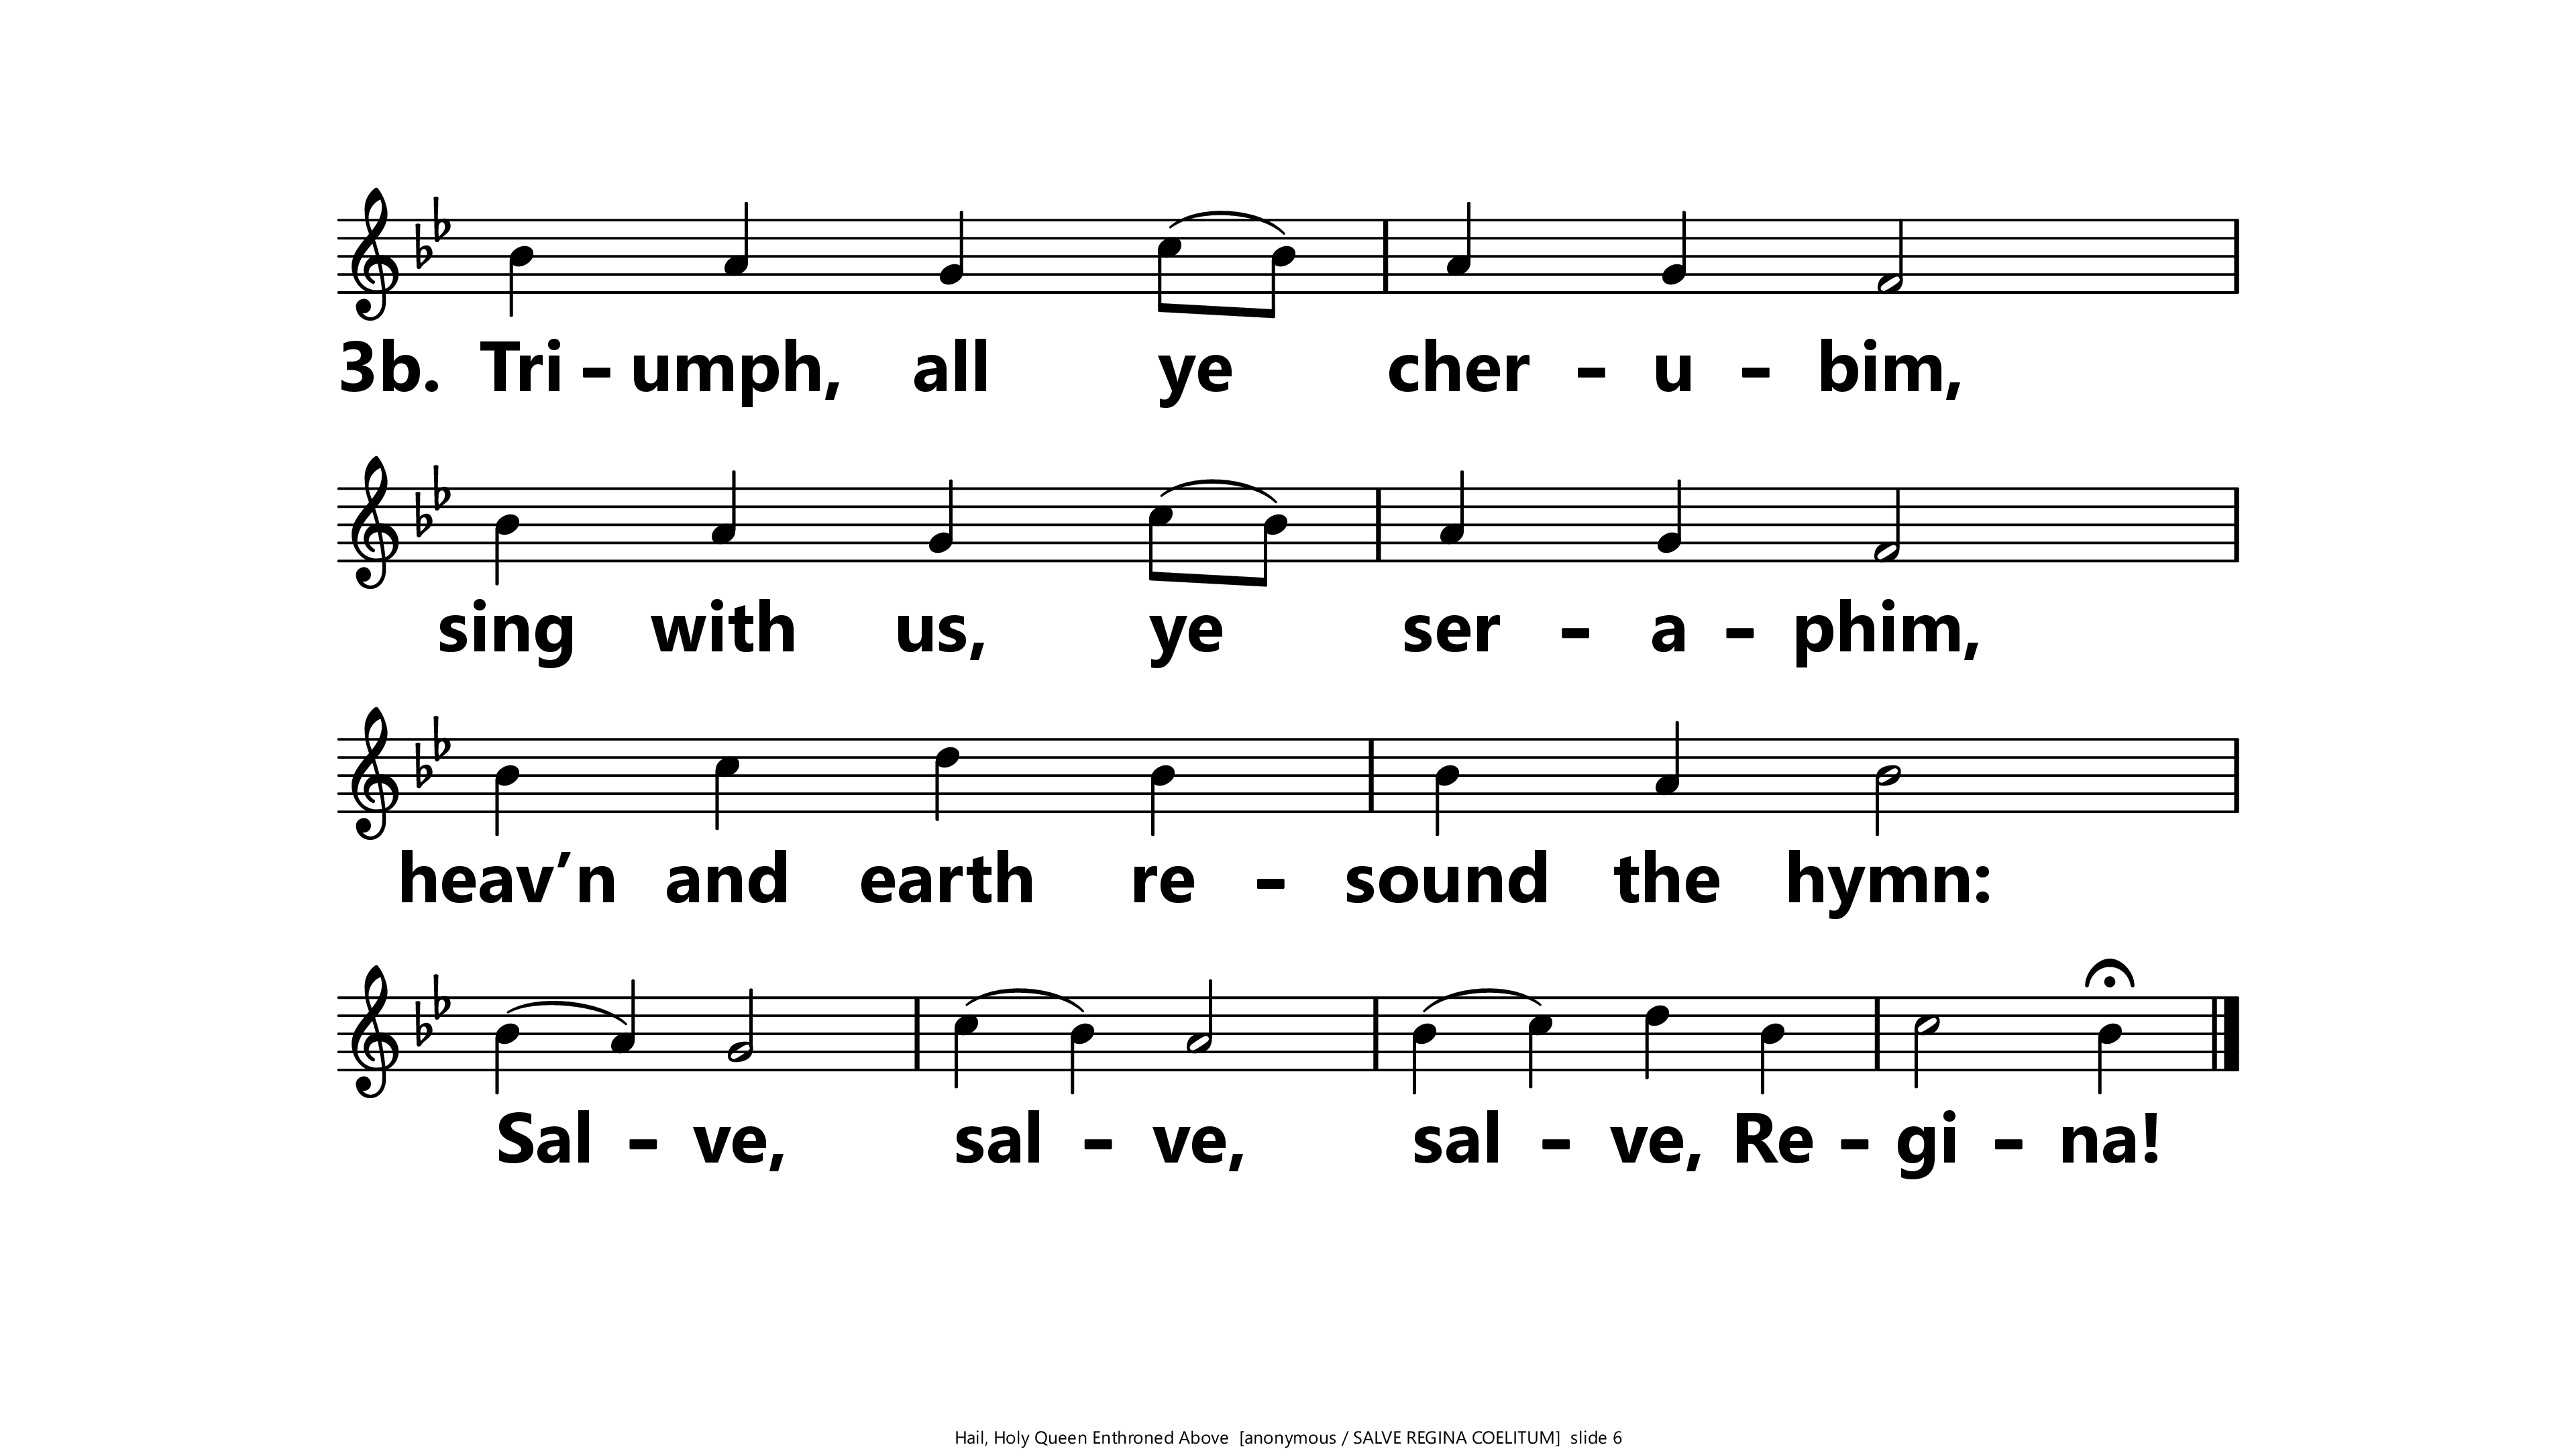 3b. Tri – umph, all ye cher – u – bim,
sing with us, ye ser – a – phim,
heav’n and earth re – sound the hymn:
Sal – ve, sal – ve, sal – ve, Re – gi – na!
Hail, Holy Queen Enthroned Above [anonymous / SALVE REGINA COELITUM] slide 6